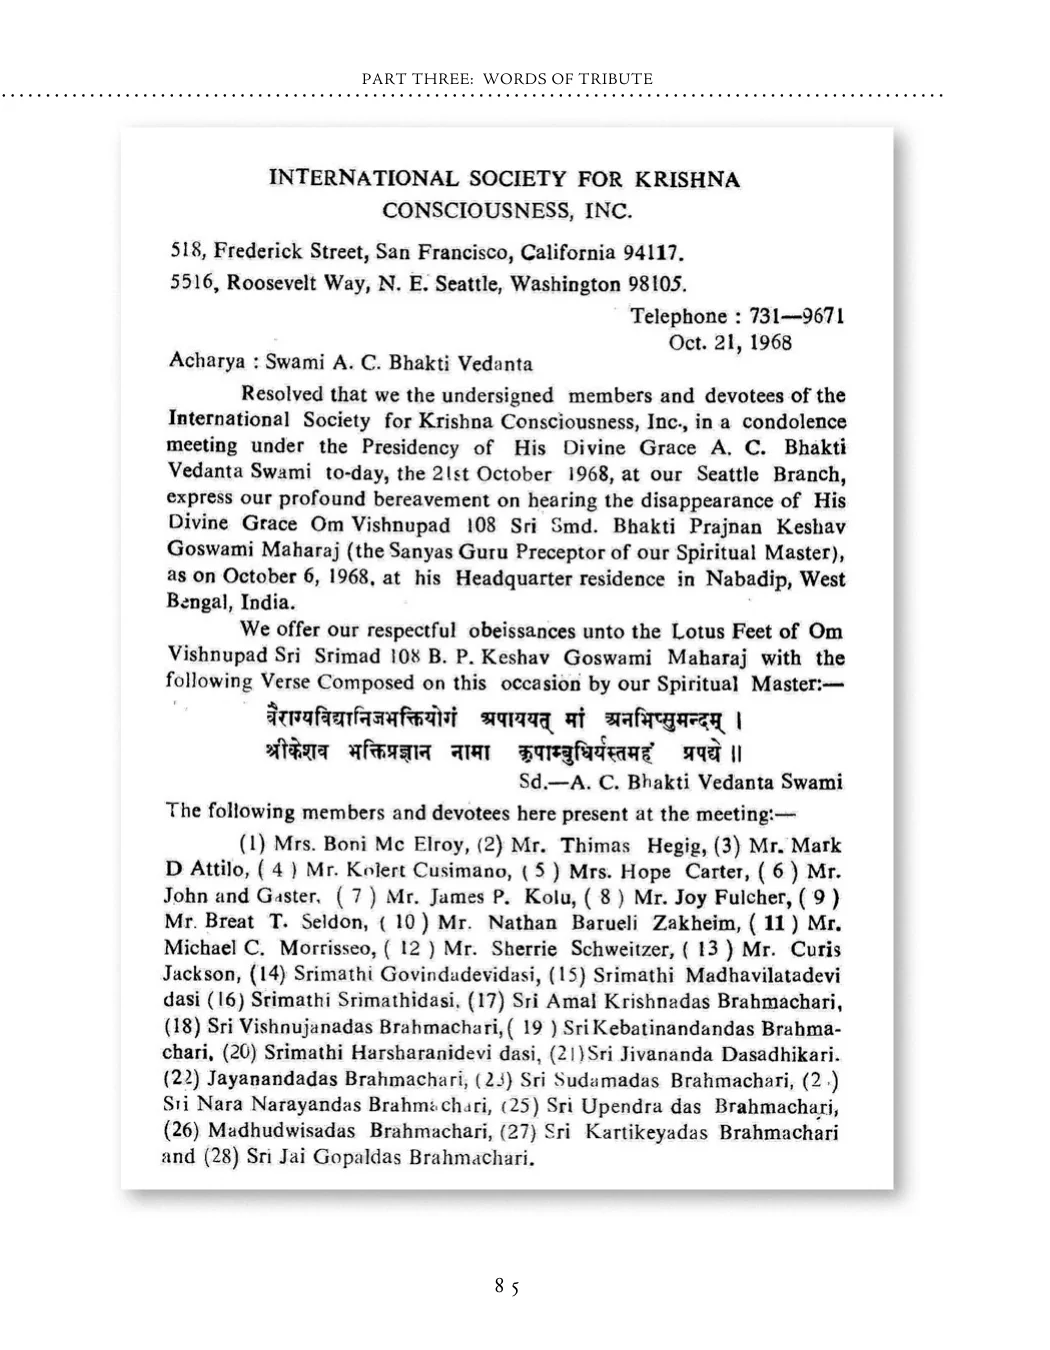 PART THREE: WORDS OF TRIBUTE
INTERNATIONAL SOCIETY FOR KRISHNA
CONSCIOUSNESS, INC.
518, Frederick Street, San Francisco, California 94117.
5516, Roosevelt Way, N. E. Seattle, Washington 98105.
Telephone : 731—9671
Oct. 21, 1968
Acharya : Swami A. C. Bhakti Vedanta
Resolved that we the undersigned members and devotees of the
International Society for Krishna Consciousness, Inc., in a condolence
meeting under the Presidency of His Divine Grace A. C. Bhakti
Vedanta Swami to-day, the 21st October 1968, at our Seattle Branch,
express our profound bereavement on hearing the disappearance of His
Divine Grace Om Vishnupad 108 Sri Smd. Bhakti Prajnan Keshav
Goswami Maharaj (the Sanyas Guru Preceptor of our Spiritual Master),
as on October 6, 1968, at his Headquarter residence in Nabadip, West
Bengal, India.
We offer our respectful obeissances unto the Lotus Feet of Om
Vishnupad Sri Srimad 108 B. P. Keshav Goswami Maharaj with the
following Verse Composed on this occasion by our Spiritual Master:—
वैराग्यविद्यानिजभक्तियोगं अपाययत् मां अनभिप्सुमन्दम् ।
श्रीकेशव भक्तिप्रज्ञान नामा कृपाम्बुधिर्यस्तमहं प्रपद्ये ॥
Sd.—A. C. Bhakti Vedanta Swami
The following members and devotees here present at the meeting:—
(1) Mrs. Boni Mc Elroy, (2) Mr. Thimas Hegig, (3) Mr. Mark
D Attilo, ( 4 ) Mr. Kolert Cusimano, ( 5 ) Mrs. Hope Carter, ( 6 ) Mr.
John and Gaster, ( 7 ) Mr. James P. Kolu, ( 8 ) Mr. Joy Fulcher, ( 9 )
Mr. Breat T. Seldon, ( 10 ) Mr. Nathan Barueli Zakheim, ( 11 ) Mr.
Michael C. Morrisseo, ( 12 ) Mr. Sherrie Schweitzer, ( 13 ) Mr. Curis
Jackson, (14) Srimathi Govindadevidasi, (15) Srimathi Madhavilatadevi
dasi (16) Srimathi Srimathidasi, (17) Sri Amal Krishnadas Brahmachari,
(18) Sri Vishnujanadas Brahmachari, ( 19 ) Sri Kebatinandandas Brahma-
chari, (20) Srimathi Harsharanidevi dasi, (21) Sri Jivananda Dasadhikari.
(22) Jayanandadas Brahmachari, (23) Sri Sudamadas Brahmachari, (2 .)
Sri Nara Narayandas Brahmachari, (25) Sri Upendra das Brahmachari,
(26) Madhudwisadas Brahmachari, (27) Sri Kartikeyadas Brahmachari
and (28) Sri Jai Gopaldas Brahmachari.
85